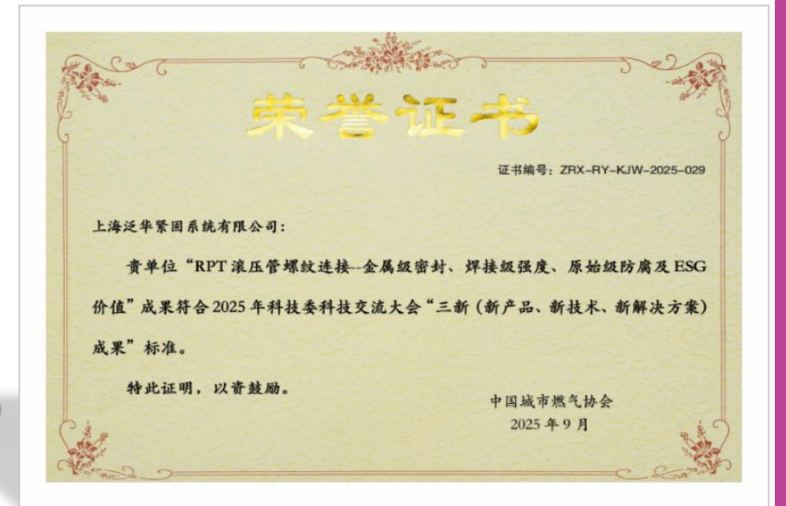 荣誉证书
证书编号：ZRX-RY-KJW-2025-029
上海泛华紧固系统有限公司：
贵单位“RPT滚压管螺纹连接--金属级密封、焊接级强度、原始级防腐及ESG
价值”成果符合2025年科技委科技交流大会“三新（新产品、新技术、新解决方案）
成果”标准。
特此证明，以资鼓励。
中国城市燃气协会
2025年9月